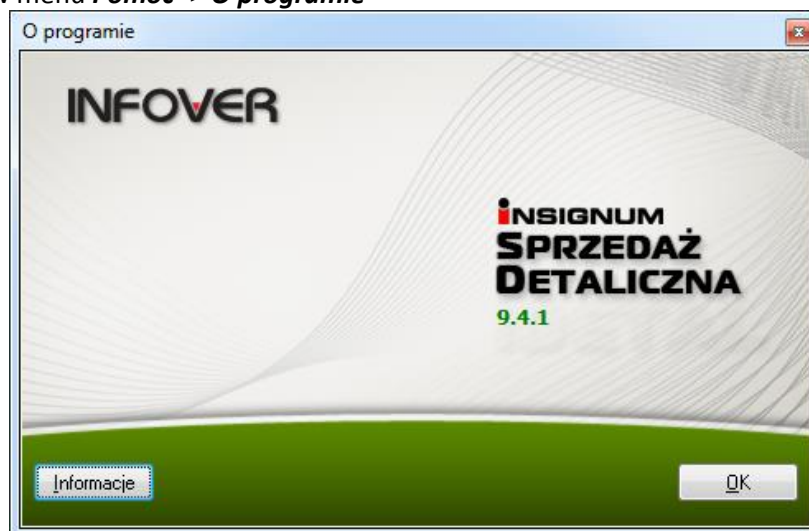 menu Pomoc -> O programie
O programie
INFOVER
INSIGNUM
SPRZEDAŻ
DETALICZNA
9.4.1
Informacje
OK